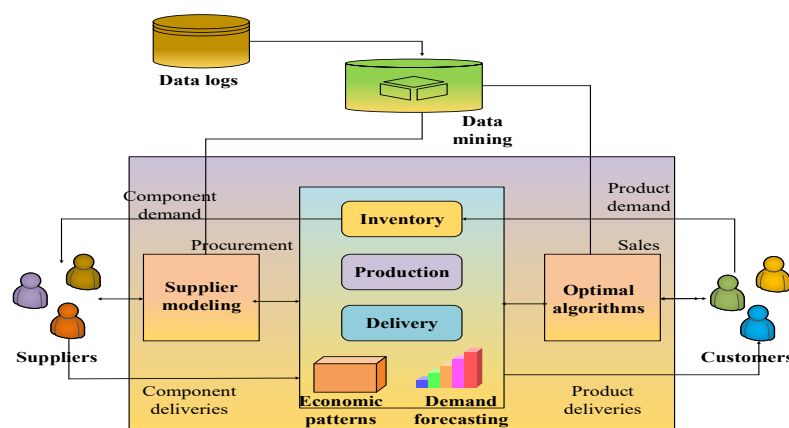 Data logs
Data
mining
Component
demand
Product
demand
Inventory
Procurement
Sales
Supplier
modeling
Production
Optimal
algorithms
Delivery
Suppliers
Customers
Component
deliveries
Economic
patterns
Demand
forecasting
Product
deliveries